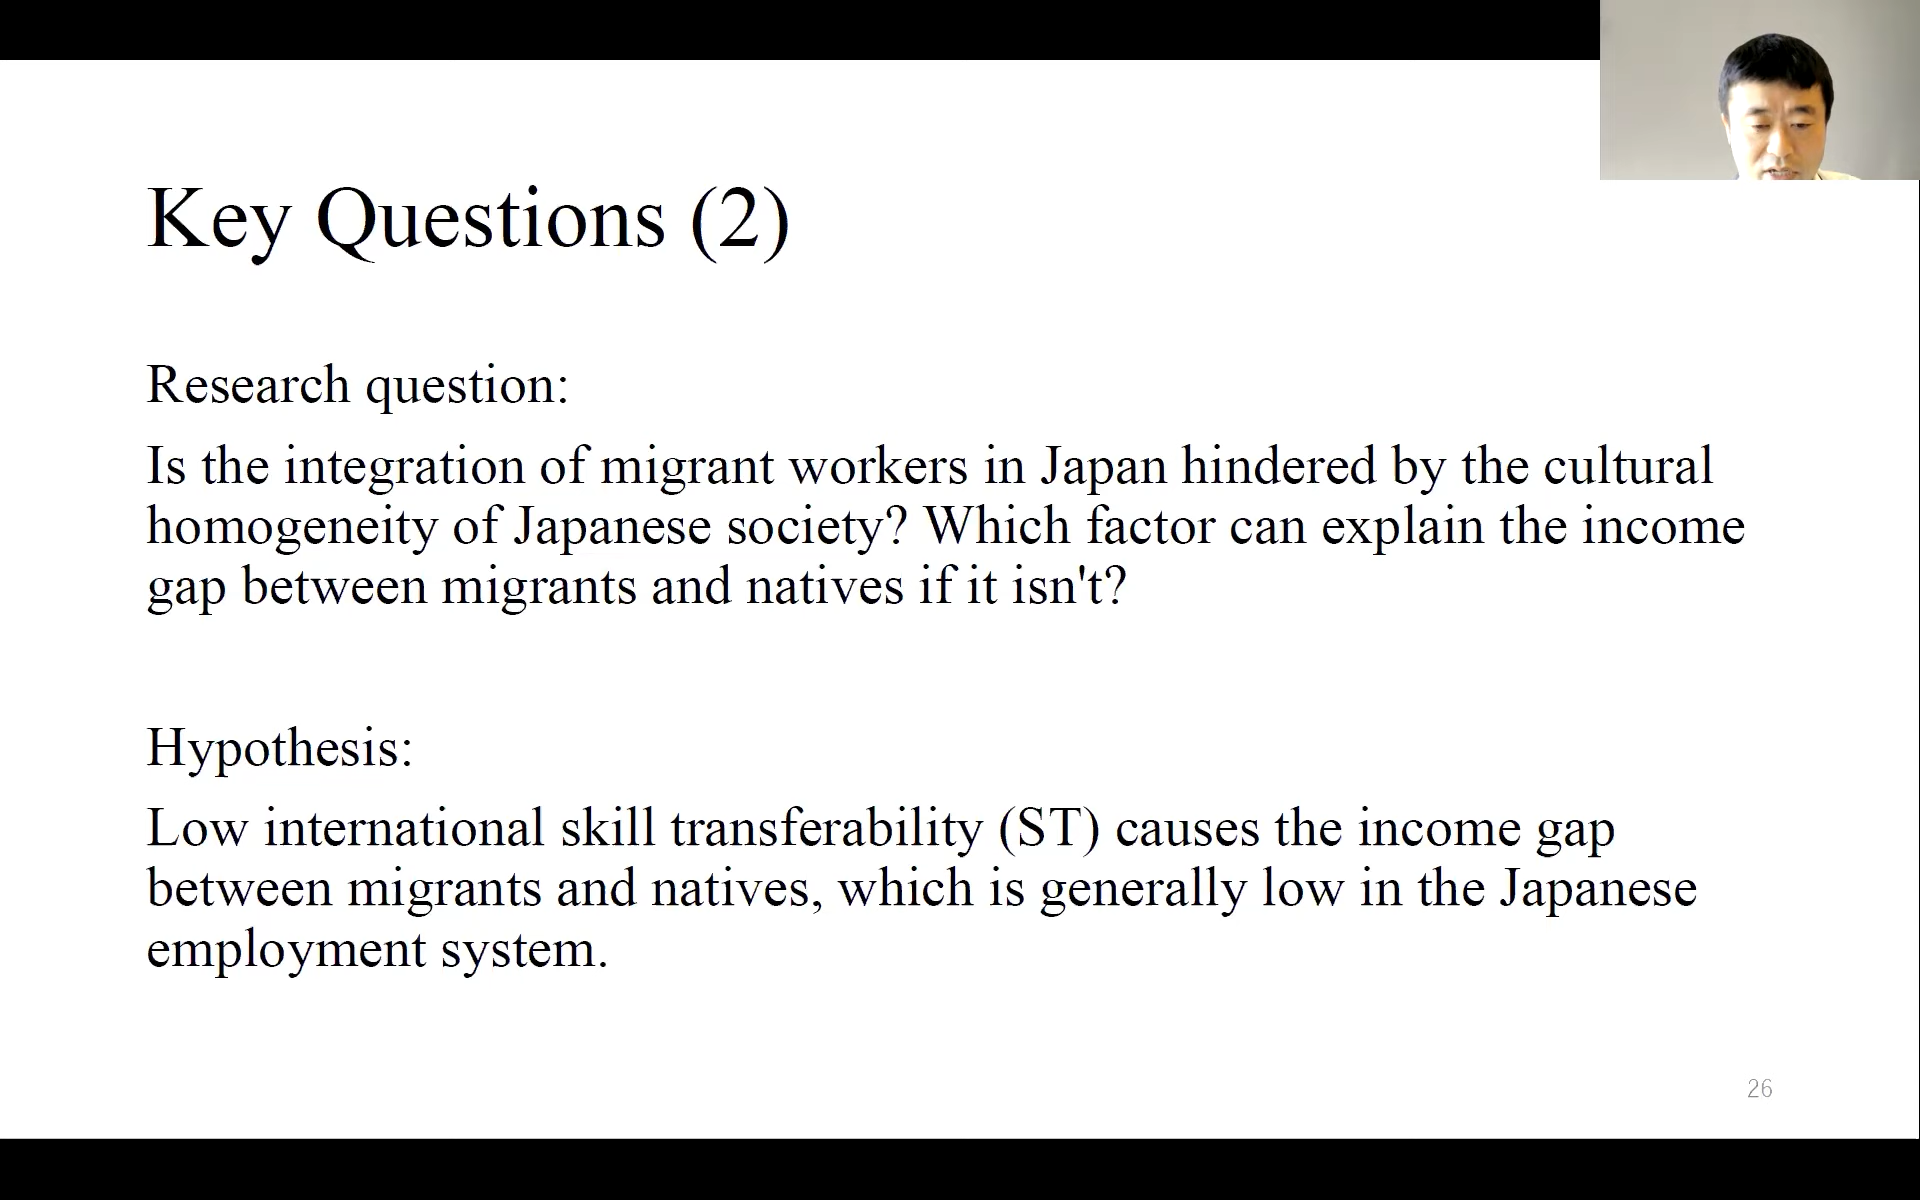 Key Questions (2)
Research question:
Is the integration of migrant workers in Japan hindered by the cultural
homogeneity of Japanese society? Which factor can explain the income
gap between migrants and natives if it isn't?
Hypothesis:
Low international skill transferability (ST) causes the income gap
between migrants and natives, which is generally low in the Japanese
employment system.
26